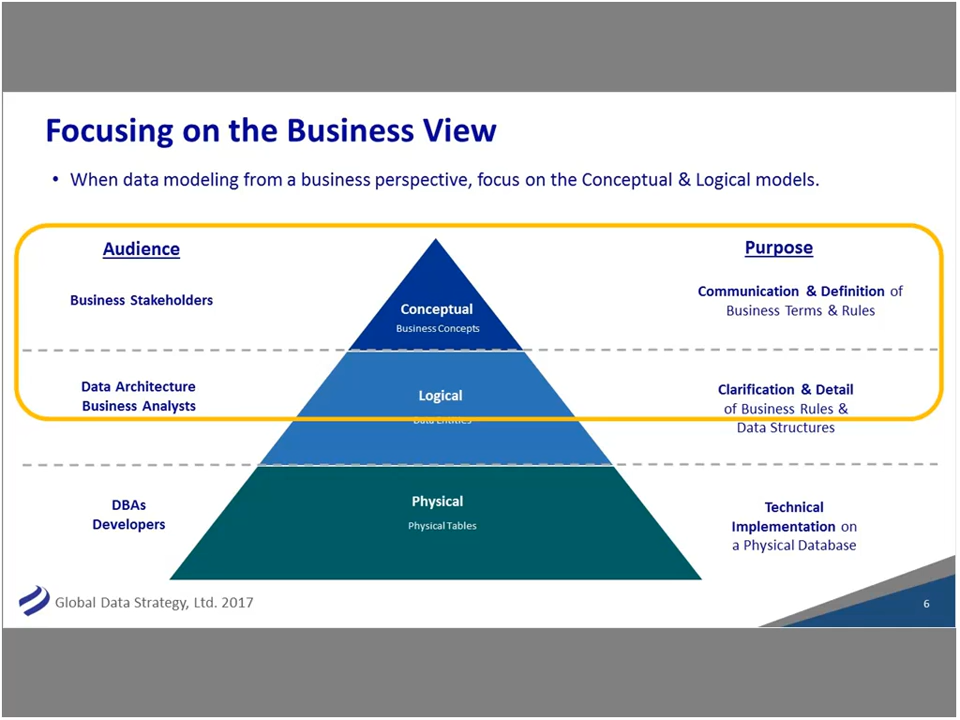 Focusing on the Business View
• When data modeling from a business perspective, focus on the Conceptual & Logical models.
Audience
Purpose
Business Stakeholders
Conceptual
Business Concepts
Communication & Definition of
Business Terms & Rules
Data Architecture
Business Analysts
Logical
Data Entities
Clarification & Detail
of Business Rules &
Data Structures
DBAs
Developers
Physical
Physical Tables
Technical
Implementation on
a Physical Database
Global Data Strategy, Ltd. 2017
6